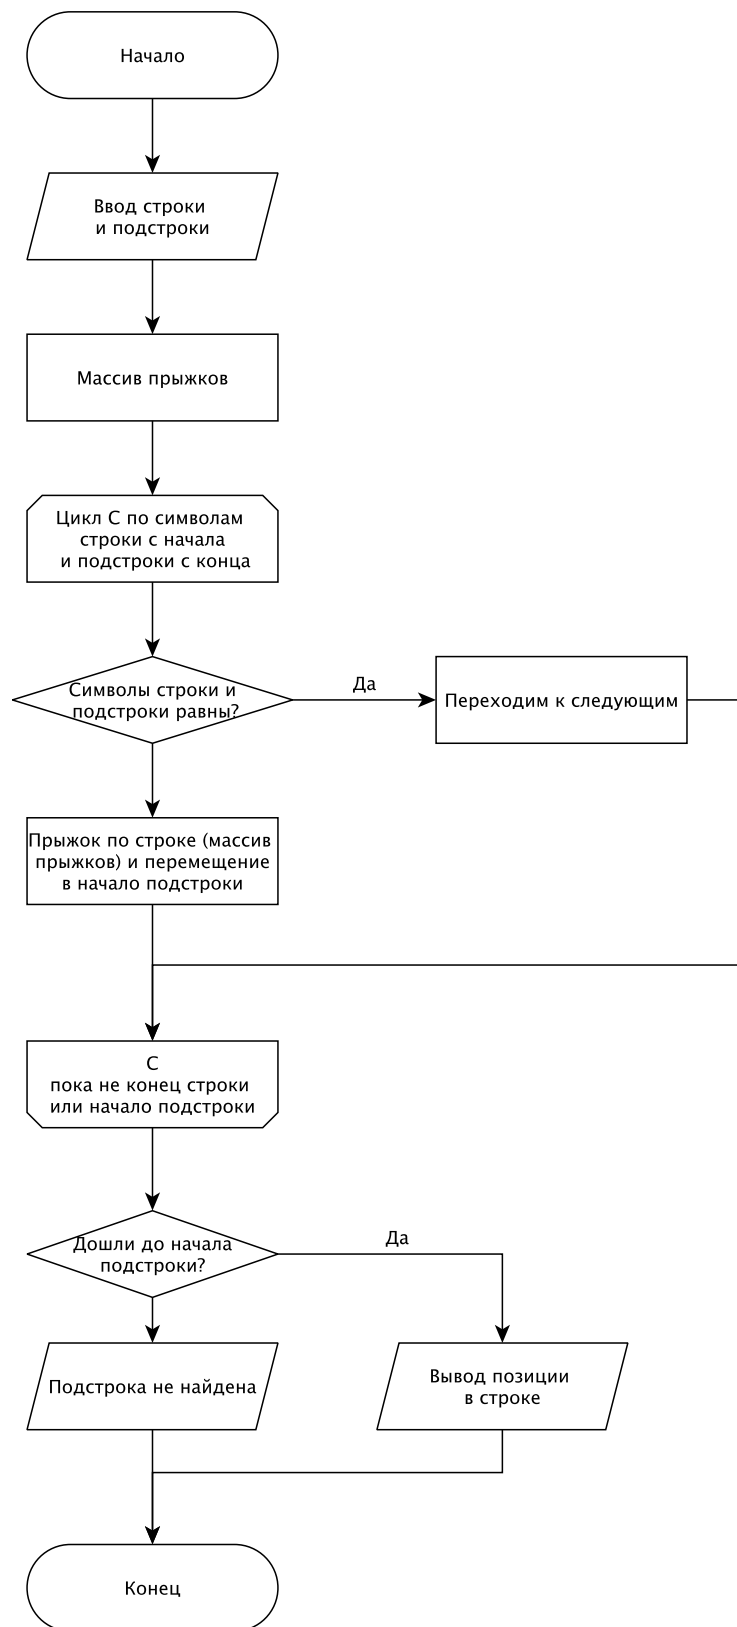 Начало
Ввод строки
и подстроки
Массив прыжков
Цикл С по символам
строки с начала
и подстроки с конца
Символы строки и
подстроки равны?
Да
Переходим к следующим
Прыжок по строке (массив
прыжков) и перемещение
в начало подстроки
С
пока не конец строки
или начало подстроки
Дошли до начала
подстроки?
Да
Подстрока не найдена
Вывод позиции
в строке
Конец